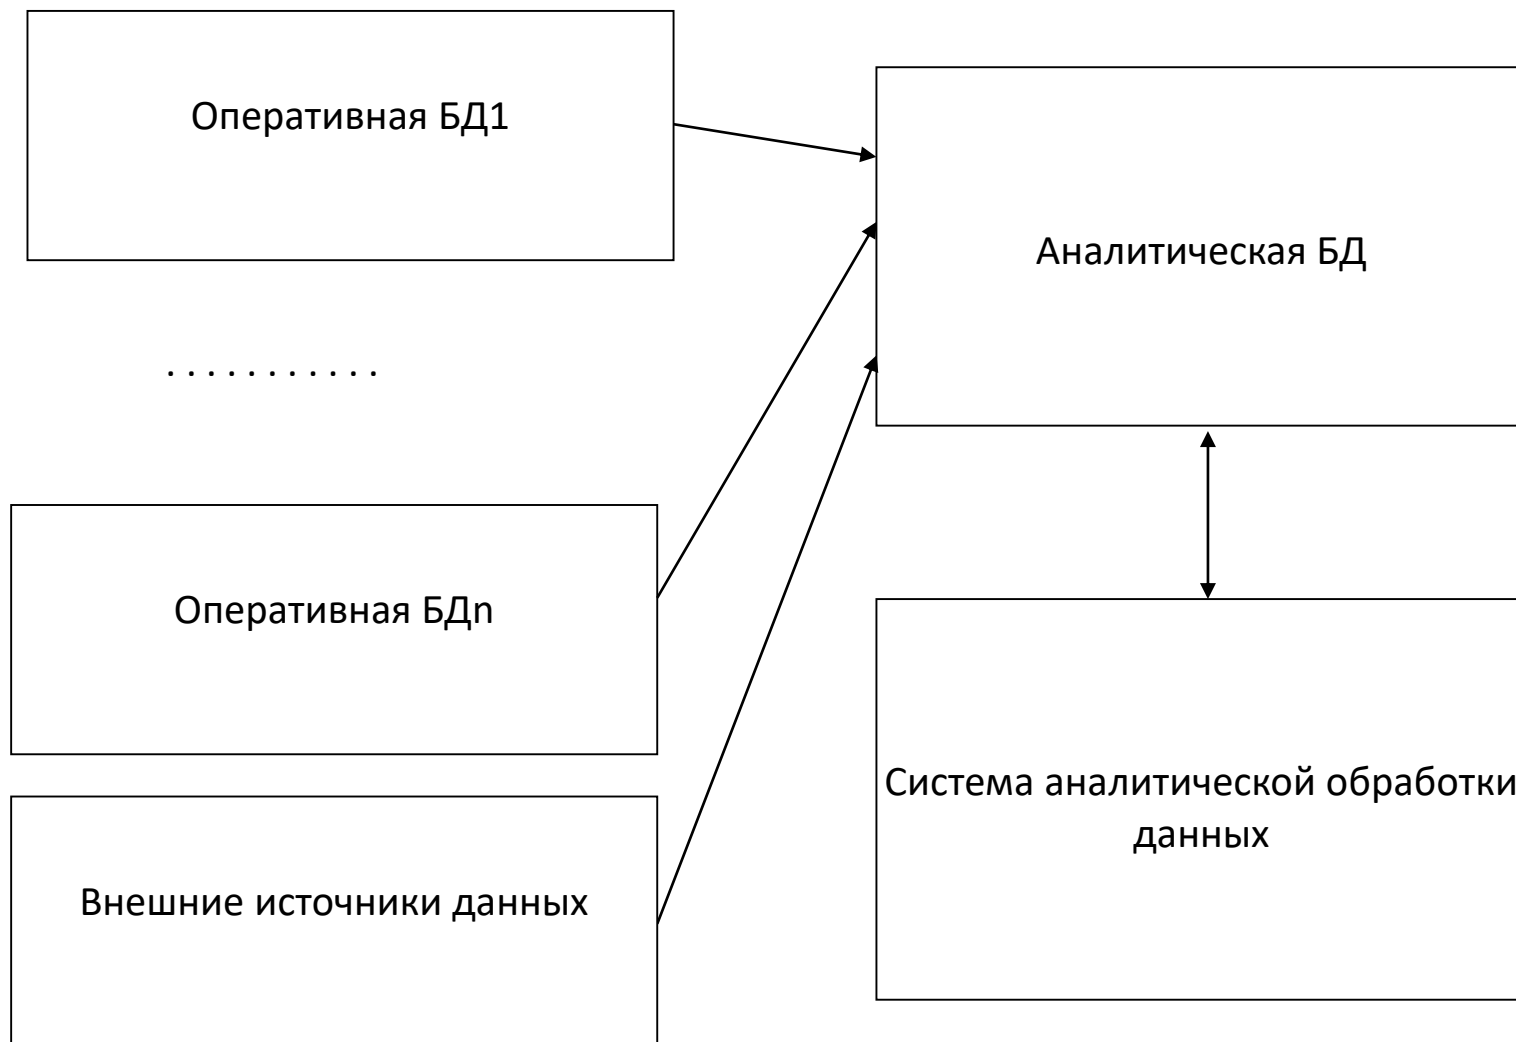 Оперативная БД1
Аналитическая БД
. . . . . . . . . . .
Оперативная БДn
Система аналитической обработки
данных
Внешние источники данных